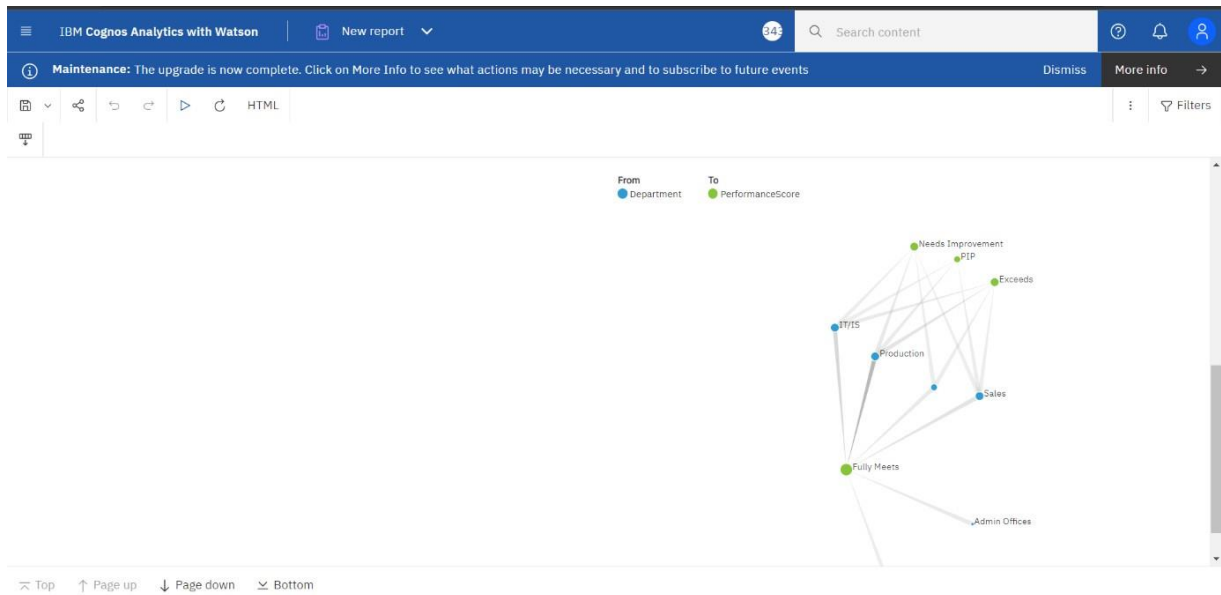 IBM Cognos Analytics with Watson New report 343 Search content
Maintenance: The upgrade is now complete. Click on More Info to see what actions may be necessary and to subscribe to future events Dismiss More info
HTML Filters
From To
Department PerformanceScore
Needs Improvement
PIP
Exceeds
IT/IS
Production
Sales
Fully Meets
Admin Offices
Top Page up Page down Bottom